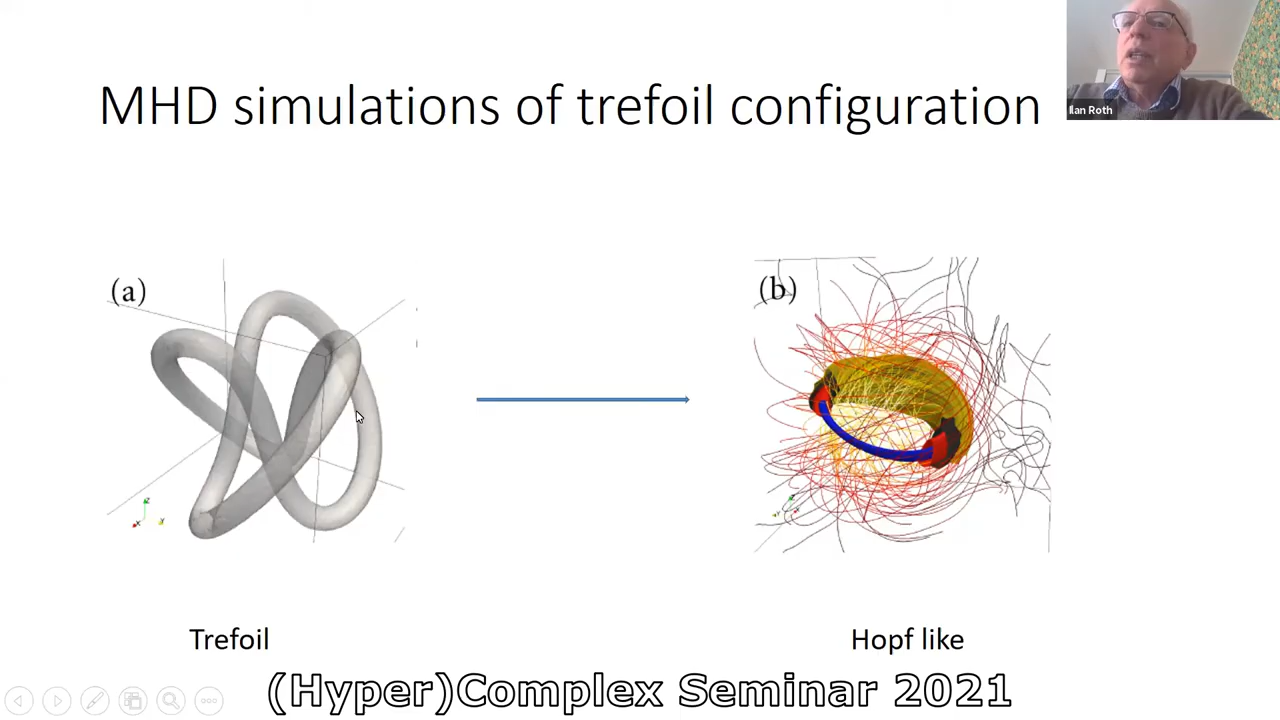 MHD simulations of trefoil configuration
Ilan Roth
(a)
(b)
Trefoil
Hopf like
(Hyper)Complex Seminar 2021